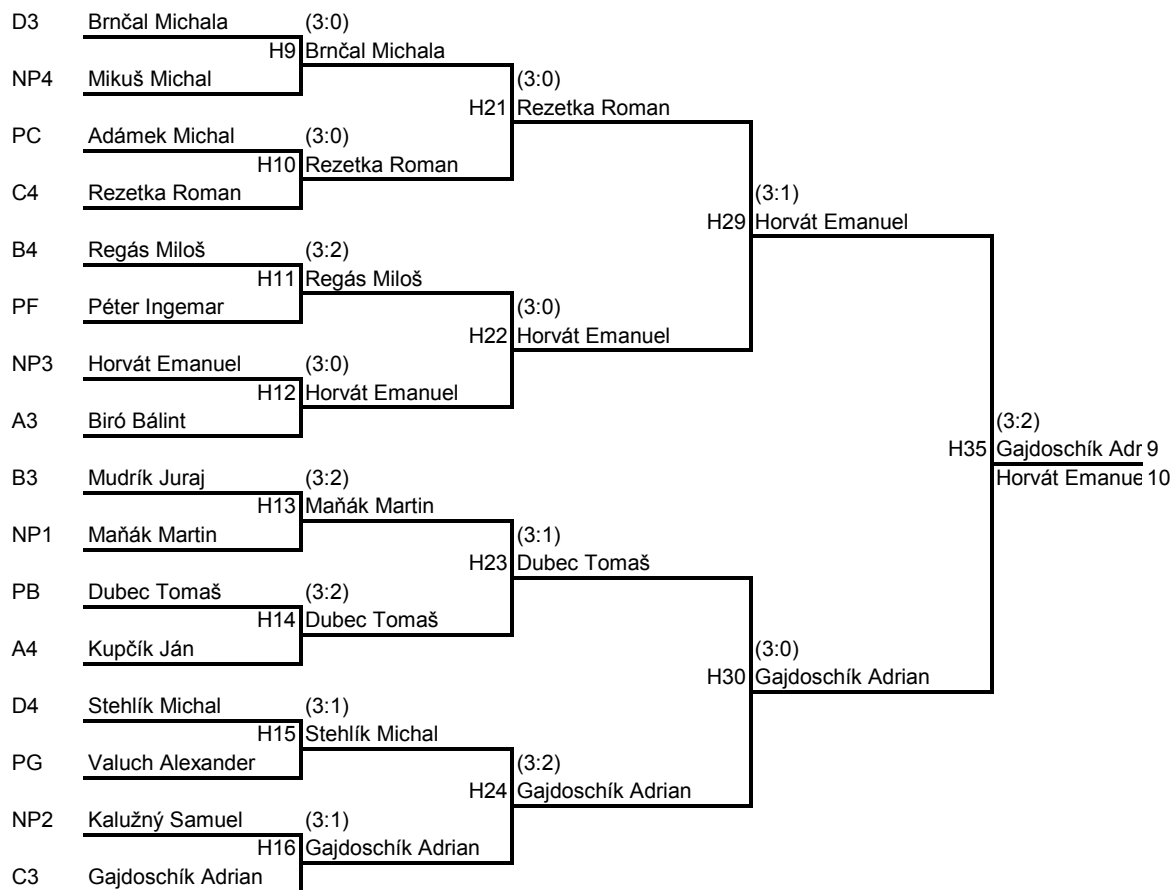 D3 Brnčal Michala (3:0)
H9 Brnčal Michala
NP4 Mikuš Michal (3:0)
H21 Rezetka Roman
PC Adámek Michal (3:0)
H10 Rezetka Roman
C4 Rezetka Roman (3:1)
H29 Horvát Emanuel
B4 Regás Miloš (3:2)
H11 Regás Miloš
PF Péter Ingemar (3:0)
H22 Horvát Emanuel
NP3 Horvát Emanuel (3:0)
H12 Horvát Emanuel
A3 Biró Bálint (3:2)
H35 Gajdoschík Adr 9
B3 Mudrík Juraj (3:2) Horvát Emanue 10
H13 Maňák Martin
NP1 Maňák Martin (3:1)
H23 Dubec Tomaš
PB Dubec Tomaš (3:2)
H14 Dubec Tomaš
A4 Kupčík Ján (3:0)
H30 Gajdoschík Adrian
D4 Stehlík Michal (3:1)
H15 Stehlík Michal
PG Valuch Alexander (3:2)
H24 Gajdoschík Adrian
NP2 Kalužný Samuel (3:1)
H16 Gajdoschík Adrian
C3 Gajdoschík Adrian